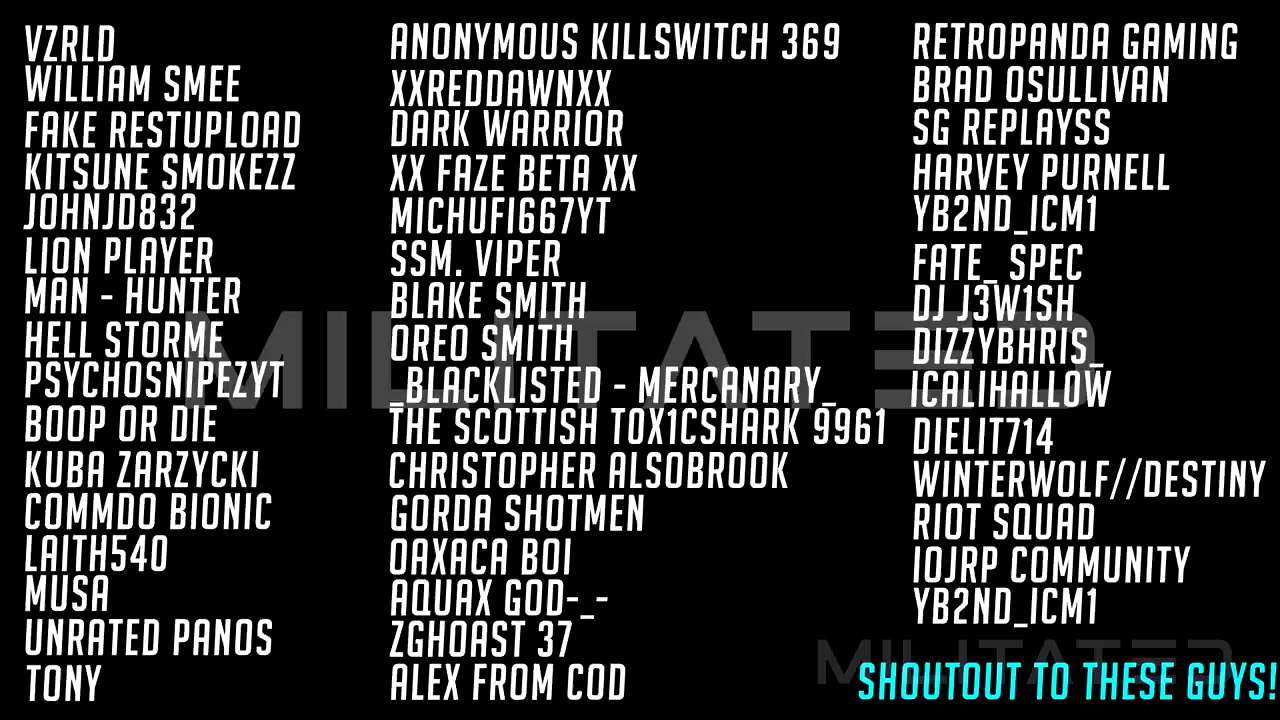 VZRLD
WILLIAM SMEE
FAKE RESTUPLOAD
KITSUNE SMOKEZZ
JOHNJD832
LION PLAYER
MAN - HUNTER
HELL STORME
PSYCHOSNIPEZYT
BOOP OR DIE
KUBA ZARZYCKI
COMMDO BIONIC
LAITH540
MUSA
UNRATED PANOS
TONY
ANONYMOUS KILLSWITCH 369
XXREDDAWNXX
DARK WARRIOR
XX FAZE BETA XX
MICHUFI667YT
SSM. VIPER
BLAKE SMITH
OREO SMITH
_BLACKLISTED - MERCANARY_
THE SCOTTISH TOX1CSHARK 9961
CHRISTOPHER ALSOBROOK
GORDA SHOTMEN
OAXACA BOI
AQUAX GOD-_-
ZGHOAST 37
ALEX FROM COD
RETROPANDA GAMING
BRAD OSULLIVAN
SG REPLAYSS
HARVEY PURNELL
YB2ND_ICM1
FATE_ SPEC
DJ J3W1SH
DIZZYBHRIS_
ICALIHALLOW
DIELIT714
WINTERWOLF//DESTINY
RIOT SQUAD
IOJRP COMMUNITY
YB2ND_ICM1
MILITATED
MILITATED
SHOUTOUT TO THESE GUYS!